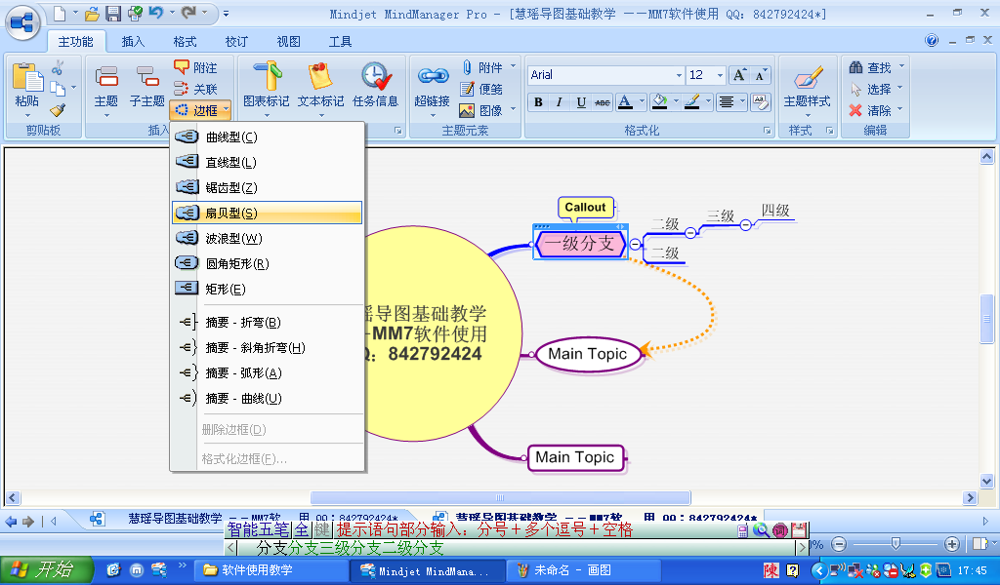 Mindjet MindManager Pro - [慧瑶导图基础教学 －－MM7软件使用 QQ：842792424*]
主功能 插入 格式 校订 视图 工具
粘贴 主题 子主题 附注 关联 边框 图表标记 文本标记 任务信息 超链接 附件 便笺 图像 Arial 12 主题样式 查找 选择 清除
B I U ABC A
剪贴板 插入 主题元素 格式化 样式 编辑
曲线型(C)
直线型(L)
锯齿型(Z)
扇贝型(S)
波浪型(W)
圆角矩形(R)
矩形(E)
摘要 - 折弯(B)
摘要 - 斜角折弯(H)
摘要 - 弧形(A)
摘要 - 曲线(U)
删除边框(D)
格式化边框(F)...
Callout
一级分支
二级
三级
四级
二级
瑶导图基础教学
-MM7软件使用
：842792424
Main Topic
Main Topic
慧瑶导图基础教学 －－MM7软 用 QQ：842792424*
慧瑶导图基础教学 －－MM7软 用 QQ：842792424*
智能五笔 全 键 提示语句部分输入：分号＋多个逗号＋空格
分支分支三级分支二级分支
开始 软件使用教学 Mindjet MindMana... 未命名 - 画图 陳 17:45